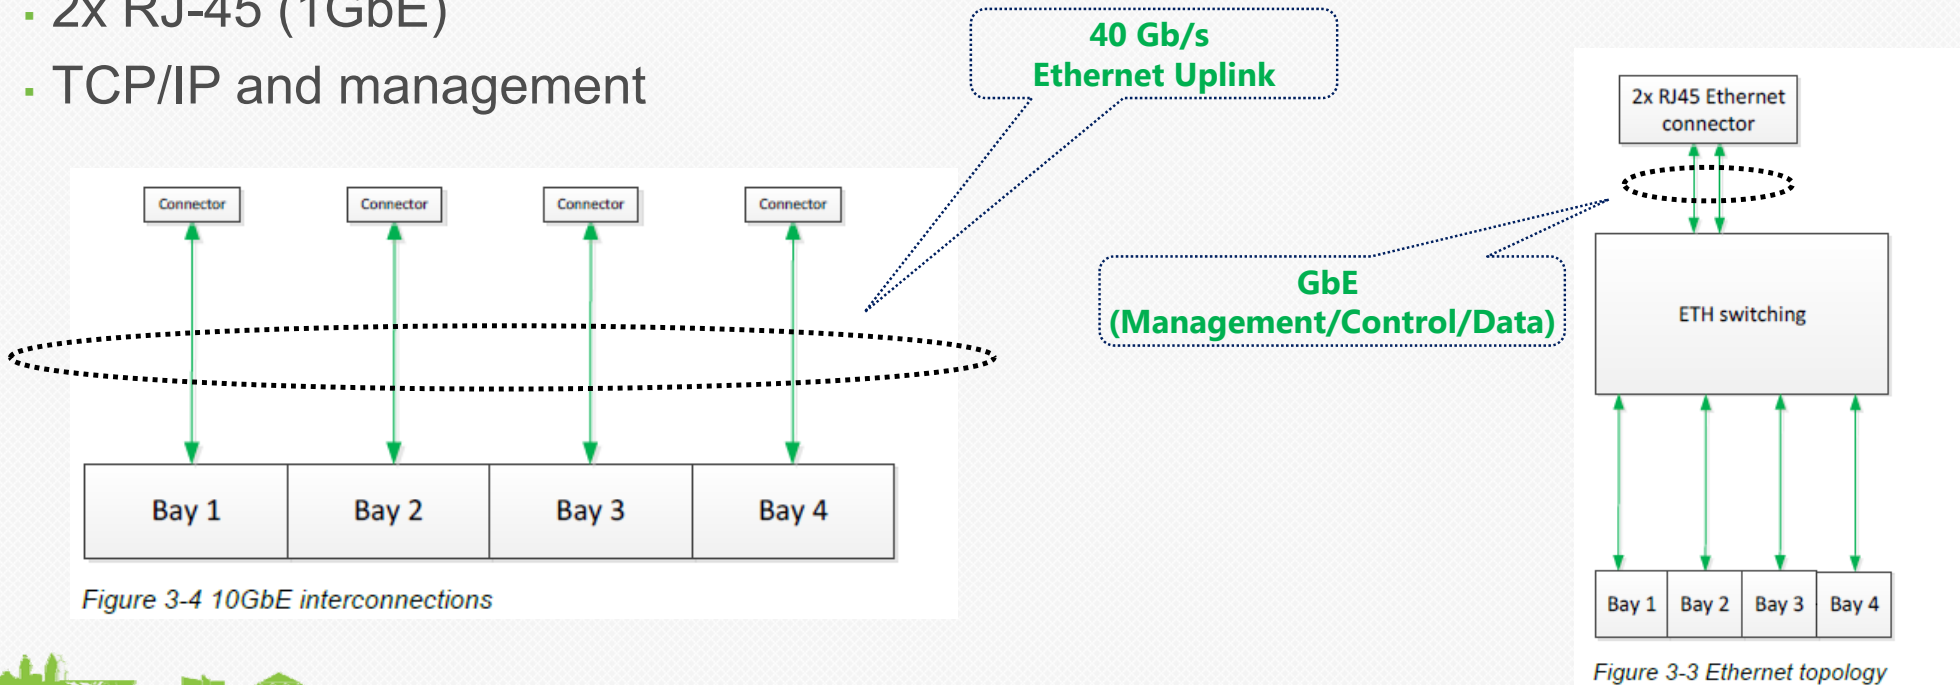 ▪ 2x RJ-45 (1GbE)
▪ TCP/IP and management
40 Gb/s
Ethernet Uplink
Connector
Connector
Connector
Connector
Bay 1
Bay 2
Bay 3
Bay 4
Figure 3-4 10GbE interconnections
GbE
(Management/Control/Data)
2x RJ45 Ethernet
connector
ETH switching
Bay 1
Bay 2
Bay 3
Bay 4
Figure 3-3 Ethernet topology